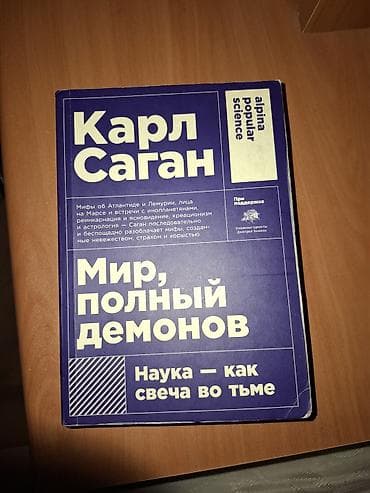 Карл
Саган
alpina
popular
science
Мифы об Атлантиде и Лемурии, лица
на Марсе и встречи с инопланетянами,
реинкарнация и ясновидение, креационизм
и астрология — Саган последовательно
и беспощадно разоблачает мифы, создан-
ные невежеством, страхом и корыстью
При
поддержке
Мир,
полный
демонов
Наука — как
свеча во тьме